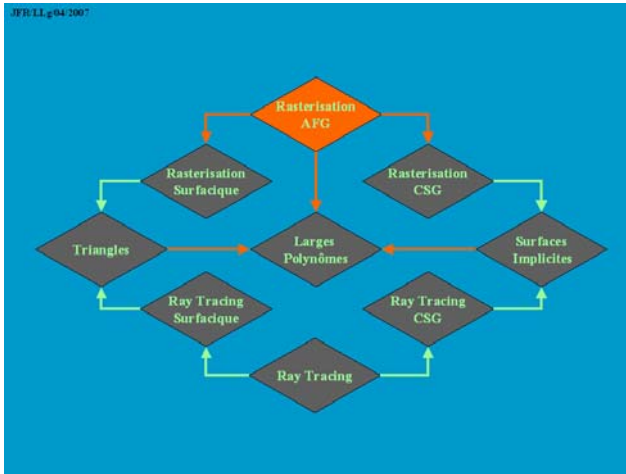 JFR/LLg/04/2007
Rasterisation
AFG
Rasterisation
Surfacique
Rasterisation
CSG
Triangles
Larges
Polynômes
Surfaces
Implicites
Ray Tracing
Surfacique
Ray Tracing
CSG
Ray Tracing